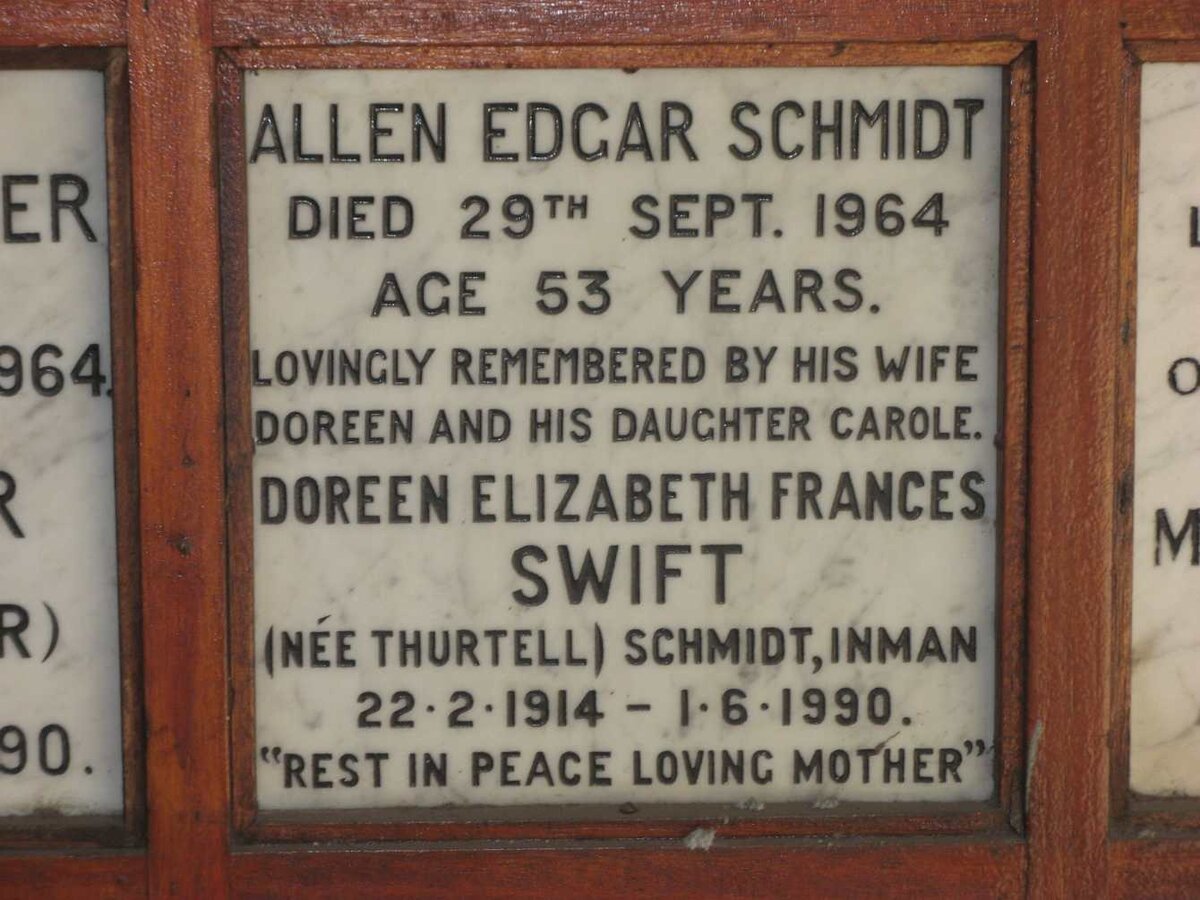 ALLEN EDGAR SCHMIDT
DIED 29TH SEPT. 1964
AGE 53 YEARS.
LOVINGLY REMEMBERED BY HIS WIFE
DOREEN AND HIS DAUGHTER CAROLE.
DOREEN ELIZABETH FRANCES
SWIFT
(NÉE THURTELL) SCHMIDT, INMAN
22·2·1914 – 1·6·1990.
"REST IN PEACE LOVING MOTHER"